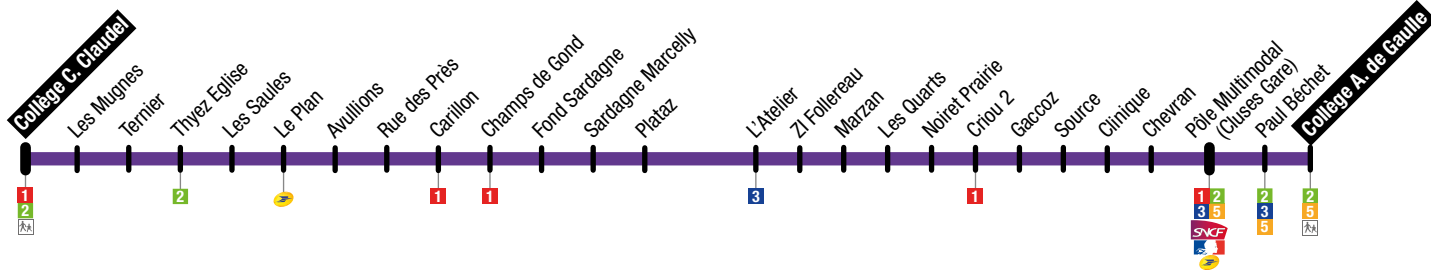 Collège C. Claudel
Les Mugnes
Ternier
Thyez Eglise
Les Saules
Le Plan
Avullions
Rue des Près
Carillon
Champs de Gond
Fond Sardagne
Sardagne Marcelly
Plataz
L'Atelier
ZI Follereau
Marzan
Les Quarts
Noiret Prairie
Criou 2
Gaccoz
Source
Clinique
Chevran
Pôle Multimodal
(Cluses Gare)
Paul Béchet
Collège A. de Gaulle
1
2
2
1
1
3
1
1 2
3 5
SNCF
2
3
5
2
5